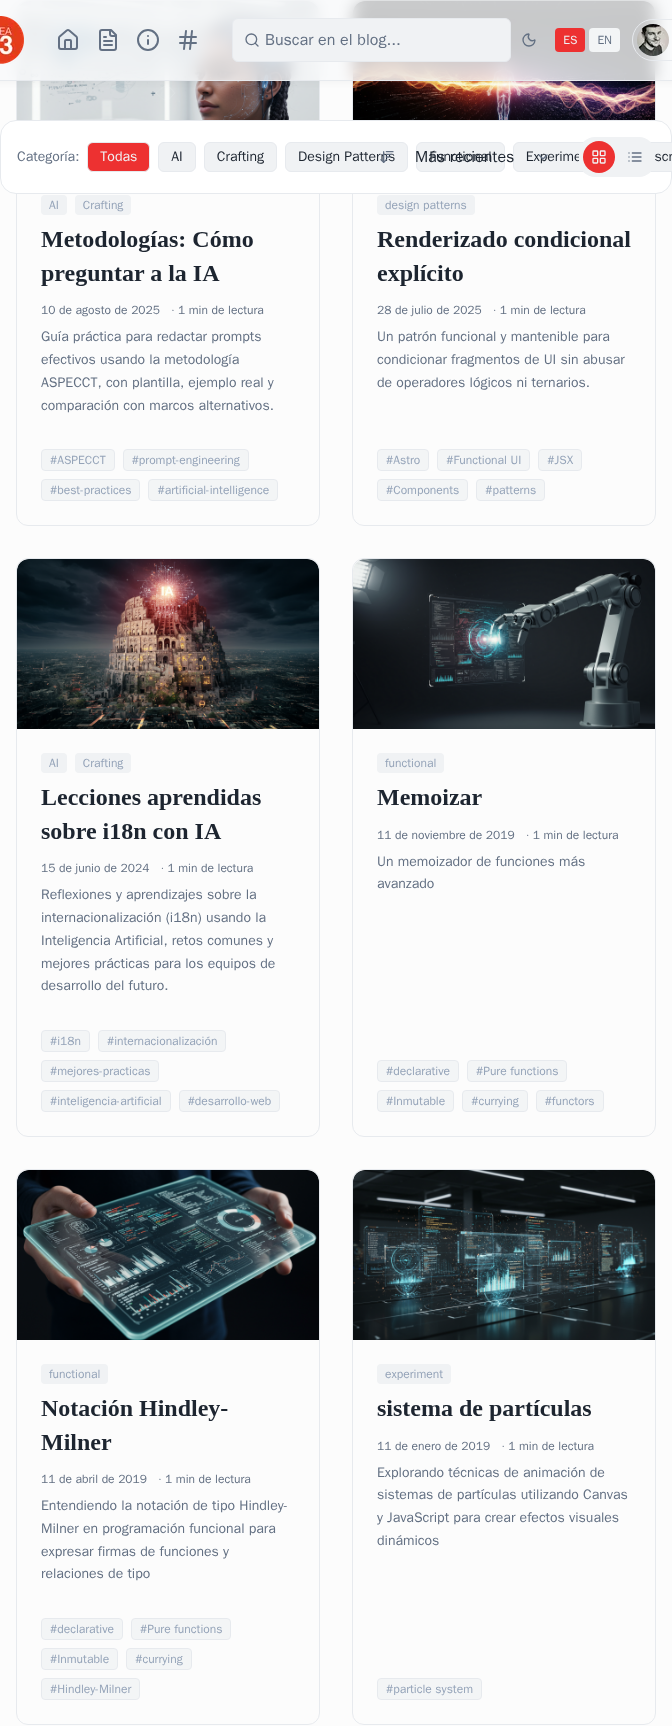 EA
3
Buscar en el blog...
ES
EN
Categoría:
Todas
AI
Crafting
Design Patterns
Functional
Más recientes
Experime
scr
AI
Crafting
Metodologías: Cómo
preguntar a la IA
10 de agosto de 2025 · 1 min de lectura
Guía práctica para redactar prompts
efectivos usando la metodología
ASPECCT, con plantilla, ejemplo real y
comparación con marcos alternativos.
#ASPECCT
#prompt-engineering
#best-practices
#artificial-intelligence
design patterns
Renderizado condicional
explícito
28 de julio de 2025 · 1 min de lectura
Un patrón funcional y mantenible para
condicionar fragmentos de UI sin abusar
de operadores lógicos ni ternarios.
#Astro
#Functional UI
#JSX
#Components
#patterns
IA
AI
Crafting
Lecciones aprendidas
sobre i18n con IA
15 de junio de 2024 · 1 min de lectura
Reflexiones y aprendizajes sobre la
internacionalización (i18n) usando la
Inteligencia Artificial, retos comunes y
mejores prácticas para los equipos de
desarrollo del futuro.
#i18n
#internacionalización
#mejores-practicas
#inteligencia-artificial
#desarrollo-web
functional
Memoizar
11 de noviembre de 2019 · 1 min de lectura
Un memoizador de funciones más
avanzado
#declarative
#Pure functions
#Inmutable
#currying
#functors
functional
Notación Hindley-
Milner
11 de abril de 2019 · 1 min de lectura
Entendiendo la notación de tipo Hindley-
Milner en programación funcional para
expresar firmas de funciones y
relaciones de tipo
#declarative
#Pure functions
#Inmutable
#currying
#Hindley-Milner
experiment
sistema de partículas
11 de enero de 2019 · 1 min de lectura
Explorando técnicas de animación de
sistemas de partículas utilizando Canvas
y JavaScript para crear efectos visuales
dinámicos
#particle system